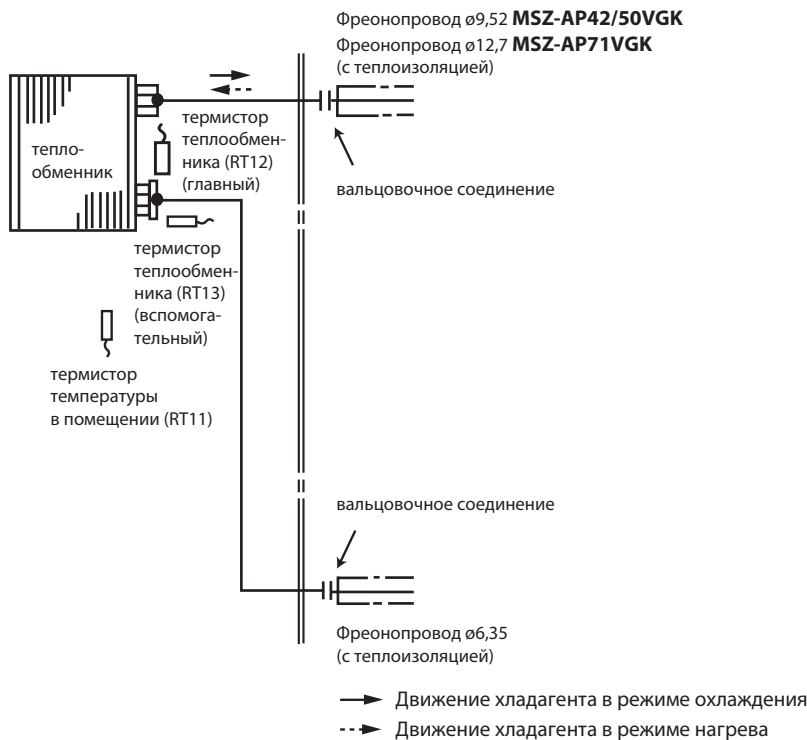 Фреонопровод ø9,52 MSZ-AP42/50VGK
Фреонопровод ø12,7 MSZ-AP71VGK
(с теплоизоляцией)
тепло-
обменник
термистор
теплообмен-
ника (RT12)
(главный)
вальцовочное соединение
термистор
теплообмен-
ника (RT13)
(вспомога-
тельный)
термистор
температуры
в помещении (RT11)
вальцовочное соединение
Фреонопровод ø6,35
(с теплоизоляцией)
Движение хладагента в режиме охлаждения
Движение хладагента в режиме нагрева